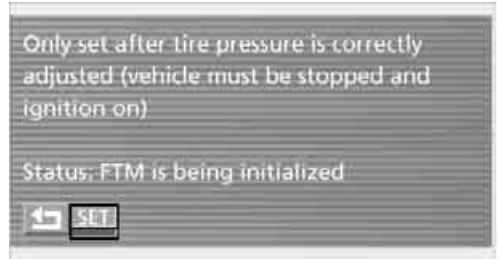 Only set after tire pressure is correctly
adjusted (vehicle must be stopped and
ignition on)
Status: FTM is being initialized
SET